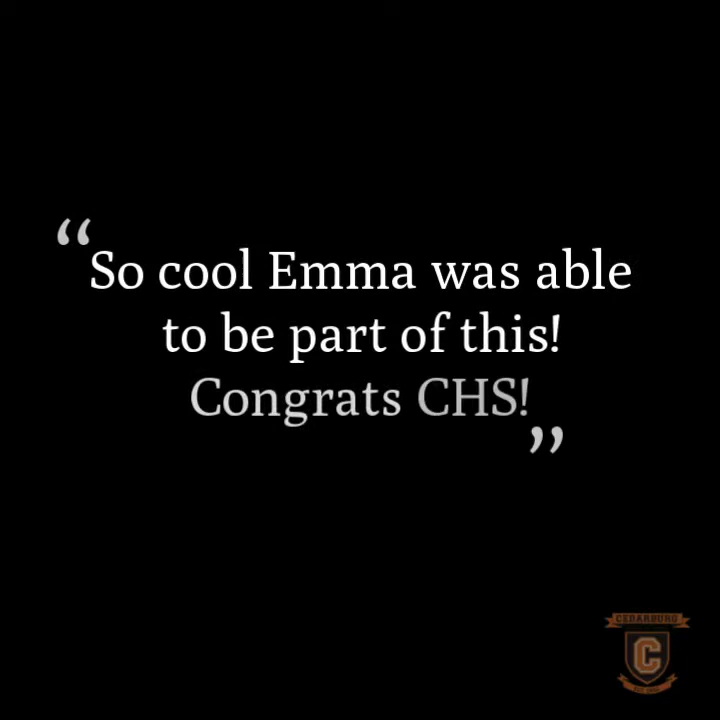 “So cool Emma was able
to be part of this!
Congrats CHS!”
CEDARBURG
C